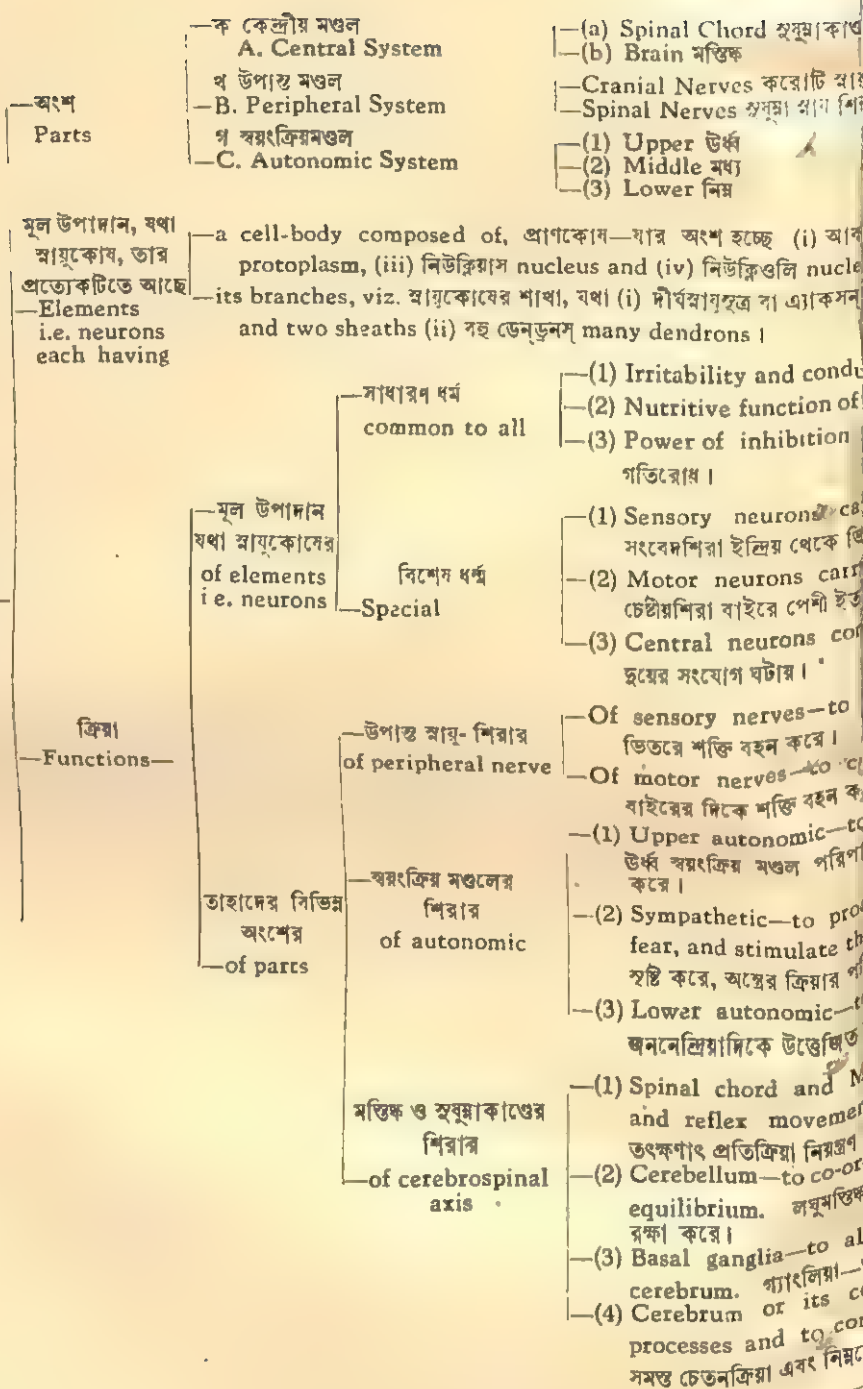 —ক কেন্দ্রীয় মণ্ডল
A. Central System
—(a) Spinal Chord সুষুম্নাকাণ্ড
—(b) Brain মস্তিষ্ক
—অংশ
Parts
খ উপান্ত মণ্ডল
—B. Peripheral System
—Cranial Nerves করোটি
—Spinal Nerves সুষুম্না
গ স্বয়ংক্রিয়মণ্ডল
—C. Autonomic System
—(1) Upper ঊর্ধ্ব
—(2) Middle মধ্য
—(3) Lower নিম্ন
মূল উপাদান, যথা
স্নায়ুকোষ, তার
প্রত্যেকটিতে আছে
—Elements
i.e. neurons
each having
—a cell-body composed of, প্রাণকোষ—যার অংশ হচ্ছে (i)
protoplasm, (iii) নিউক্লিয়াস nucleus and (iv) নিউক্লিওলি
—its branches, viz. স্নায়ুকোষের শাখা, যথা (i) দীর্ঘস্নায়ুসূত্র বা এ্যাকসন্
and two sheaths (ii) বহু ডেনড্রনস্ many dendrons ।
ক্রিয়া
—Functions—
—মূল উপাদান
যথা স্নায়ুকোষের
of elements
i e. neurons
—সাধারণ ধর্ম
common to all
—(1) Irritability and
—(2) Nutritive function of
—(3) Power of inhibition
গতিরোধ ।
বিশেষ ধর্ম্ম
—Special
—(1) Sensory neurons
সংবেদশিরা ইন্দ্রিয় থেকে
—(2) Motor neurons
চেষ্টীয়শিরা বাইরে পেশী
—(3) Central neurons
দুয়ের সংযোগ ঘটায় ।
তাহাদের বিভিন্ন
অংশের
—of parts
—উপান্ত স্নায়ু- শিরার
of peripheral nerve
—Of sensory nerves—to
ভিতরে শক্তি বহন করে ।
—Of motor nerves—to
বাইরের দিকে শক্তি বহন
—স্বয়ংক্রিয় মণ্ডলের
শিরার
of autonomic
—(1) Upper autonomic—to
ঊর্ধ্ব স্বয়ংক্রিয় মণ্ডল
করে ।
—(2) Sympathetic—to
fear, and stimulate
সৃষ্টি করে, অন্ত্রের ক্রিয়ার
—(3) Lower autonomic—
জননেন্দ্রিয়াদিকে উত্তেজিত
মস্তিষ্ক ও সুষুম্নাকাণ্ডের
শিরার
—of cerebrospinal
axis
—(1) Spinal chord and
and reflex
তৎক্ষণাৎ প্রতিক্রিয়া নিয়ন্ত্রণ
—(2) Cerebellum—to
equilibrium. লঘুমস্তিষ্ক
রক্ষা করে ।
—(3) Basal ganglia—to
cerebrum. গ্যাংলিয়া—
—(4) Cerebrum or its
processes and to
সমস্ত চেতনক্রিয়া এবং